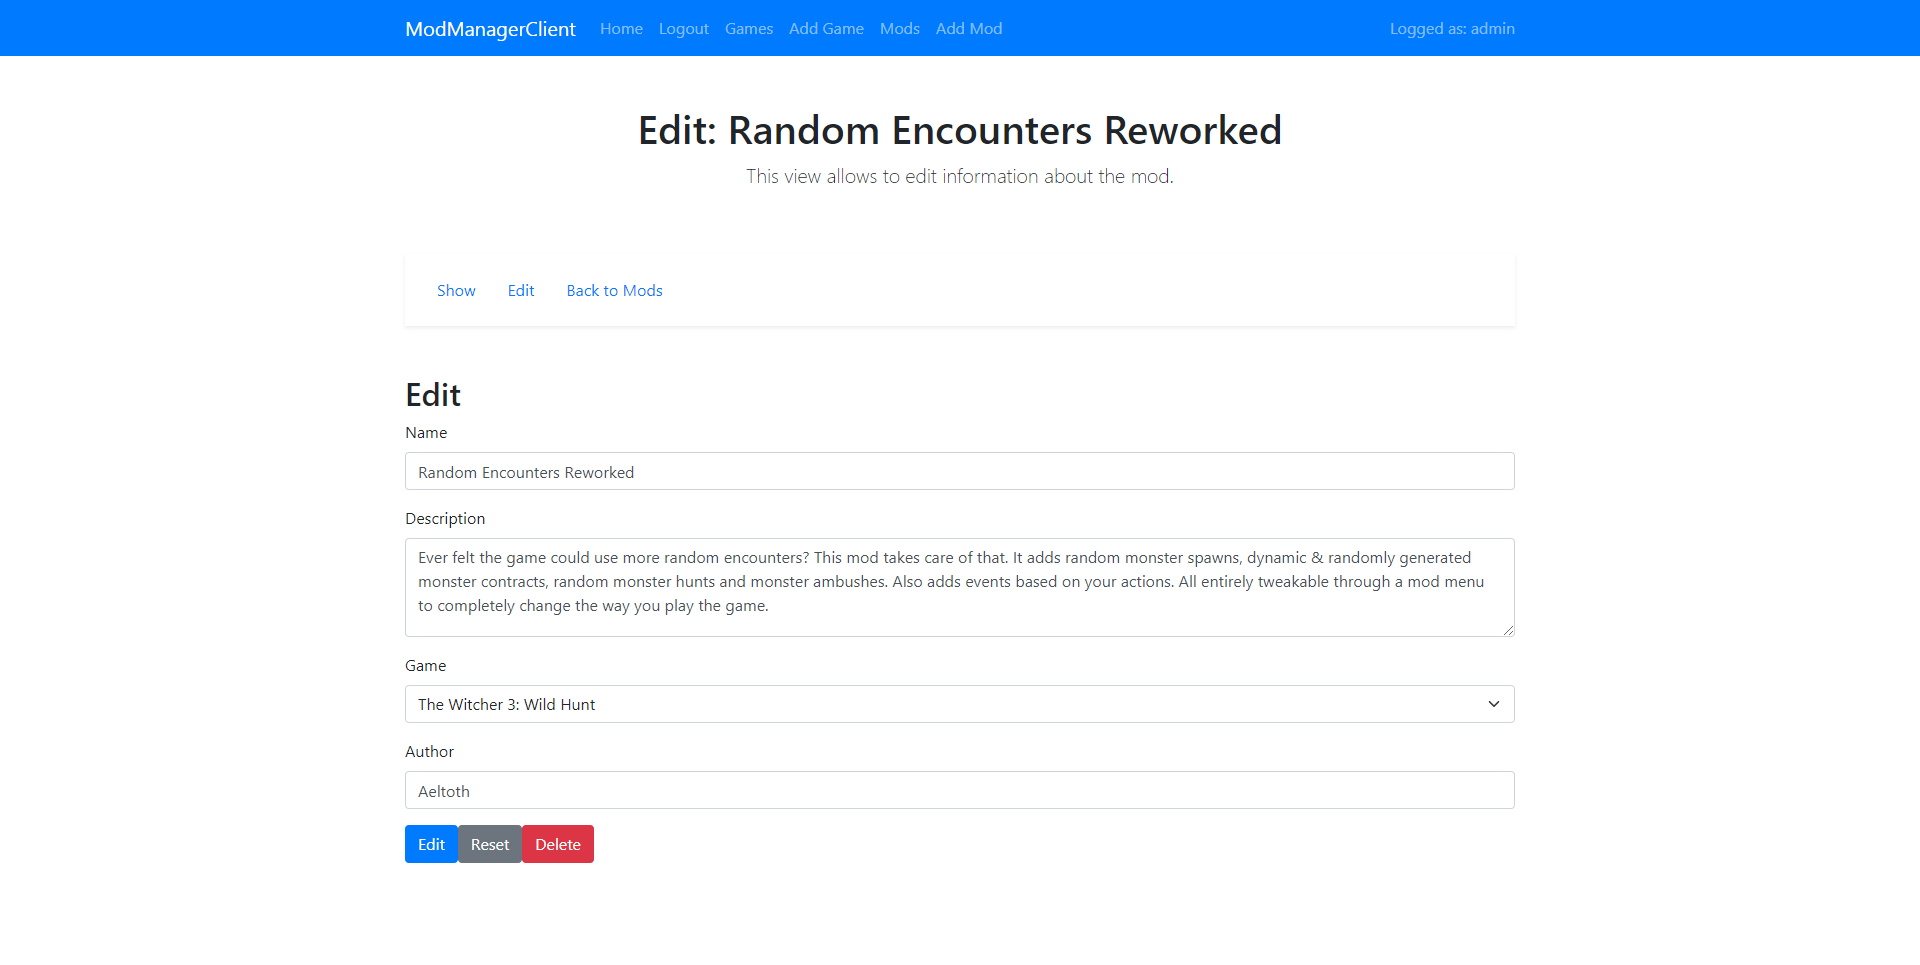 ModManagerClient Home Logout Games Add Game Mods Add Mod Logged as: admin
Edit: Random Encounters Reworked
This view allows to edit information about the mod.
Show Edit Back to Mods
Edit
Name
Random Encounters Reworked
Description
Ever felt the game could use more random encounters? This mod takes care of that. It adds random monster spawns, dynamic & randomly generated
monster contracts, random monster hunts and monster ambushes. Also adds events based on your actions. All entirely tweakable through a mod menu
to completely change the way you play the game.
Game
The Witcher 3: Wild Hunt
Author
Aeltoth
Edit Reset Delete